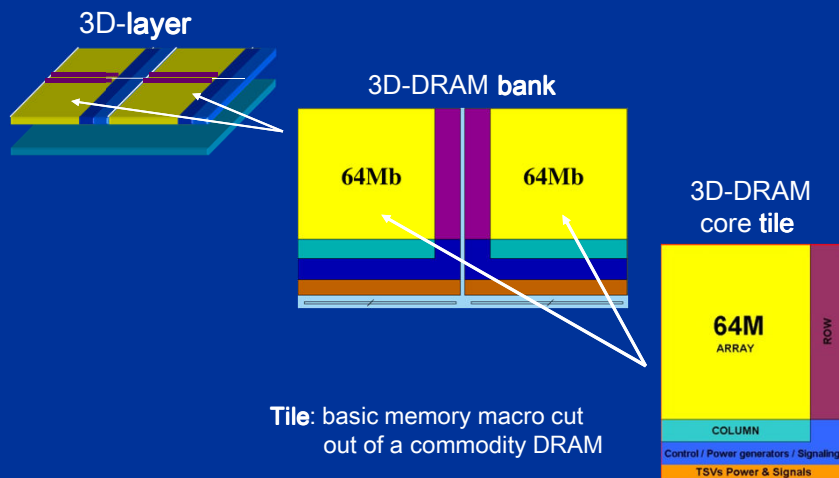 3D-layer
3D-DRAM bank
64Mb
64Mb
3D-DRAM
core tile
64M
ARRAY
ROW
COLUMN
Control / Power generators / Signaling
TSVs Power & Signals
Tile: basic memory macro cut
out of a commodity DRAM